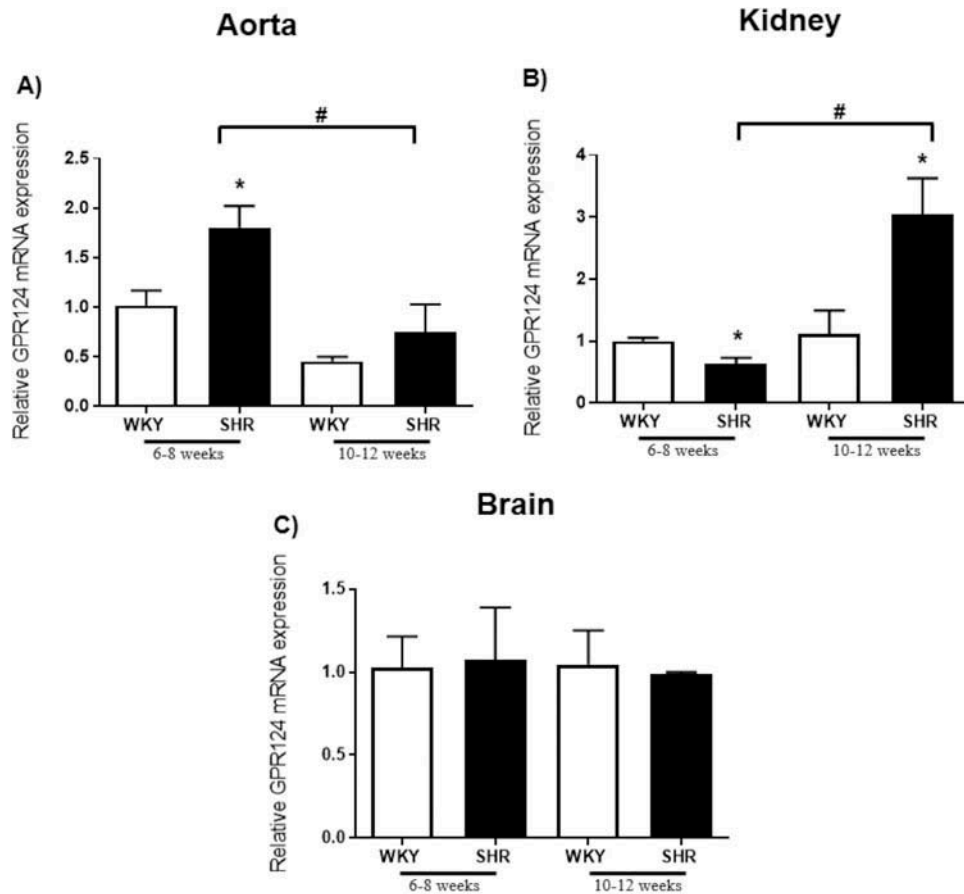 Aorta
A)
#
Relative GPR124 mRNA expression
2.5
2.0
1.5
1.0
0.5
0.0
*
WKY SHR WKY SHR
6-8 weeks 10-12 weeks
Kidney
B)
#
Relative GPR124 mRNA expression
4
3
2
1
0
*
*
WKY SHR WKY SHR
6-8 weeks 10-12 weeks
Brain
C)
Relative GPR124 mRNA expression
1.5
1.0
0.5
0.0
WKY SHR WKY SHR
6-8 weeks 10-12 weeks